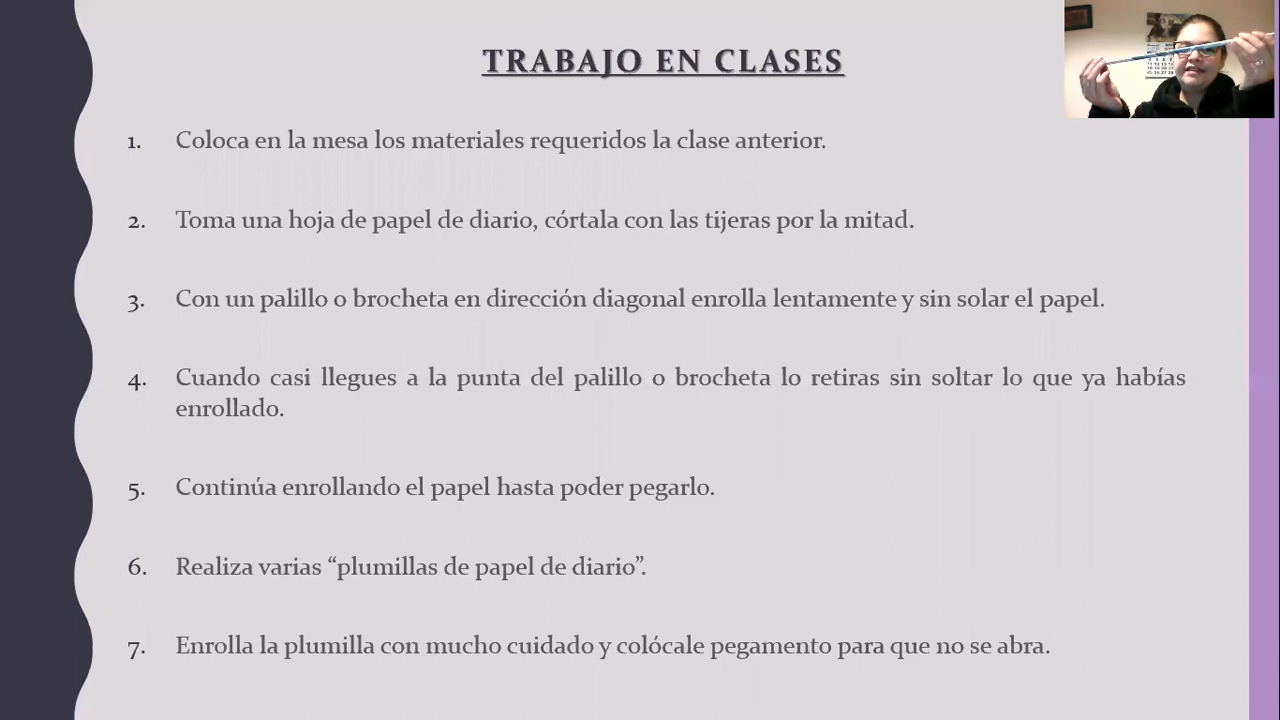 TRABAJO EN CLASES
1. Coloca en la mesa los materiales requeridos la clase anterior.
2. Toma una hoja de papel de diario, córtala con las tijeras por la mitad.
3. Con un palillo o brocheta en dirección diagonal enrolla lentamente y sin solar el papel.
4. Cuando casi llegues a la punta del palillo o brocheta lo retiras sin soltar lo que ya habías
enrollado.
5. Continúa enrollando el papel hasta poder pegarlo.
6. Realiza varias “plumillas de papel de diario”.
7. Enrolla la plumilla con mucho cuidado y colócale pegamento para que no se abra.